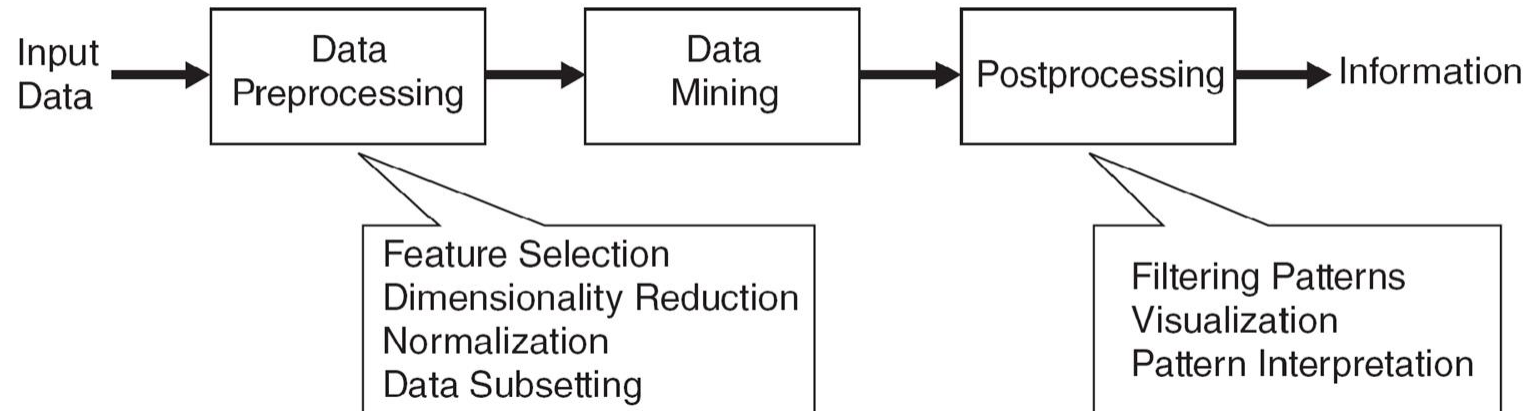 Input
Data
Data
Preprocessing
Data
Mining
Postprocessing
Information
Feature Selection
Dimensionality Reduction
Normalization
Data Subsetting
Filtering Patterns
Visualization
Pattern Interpretation